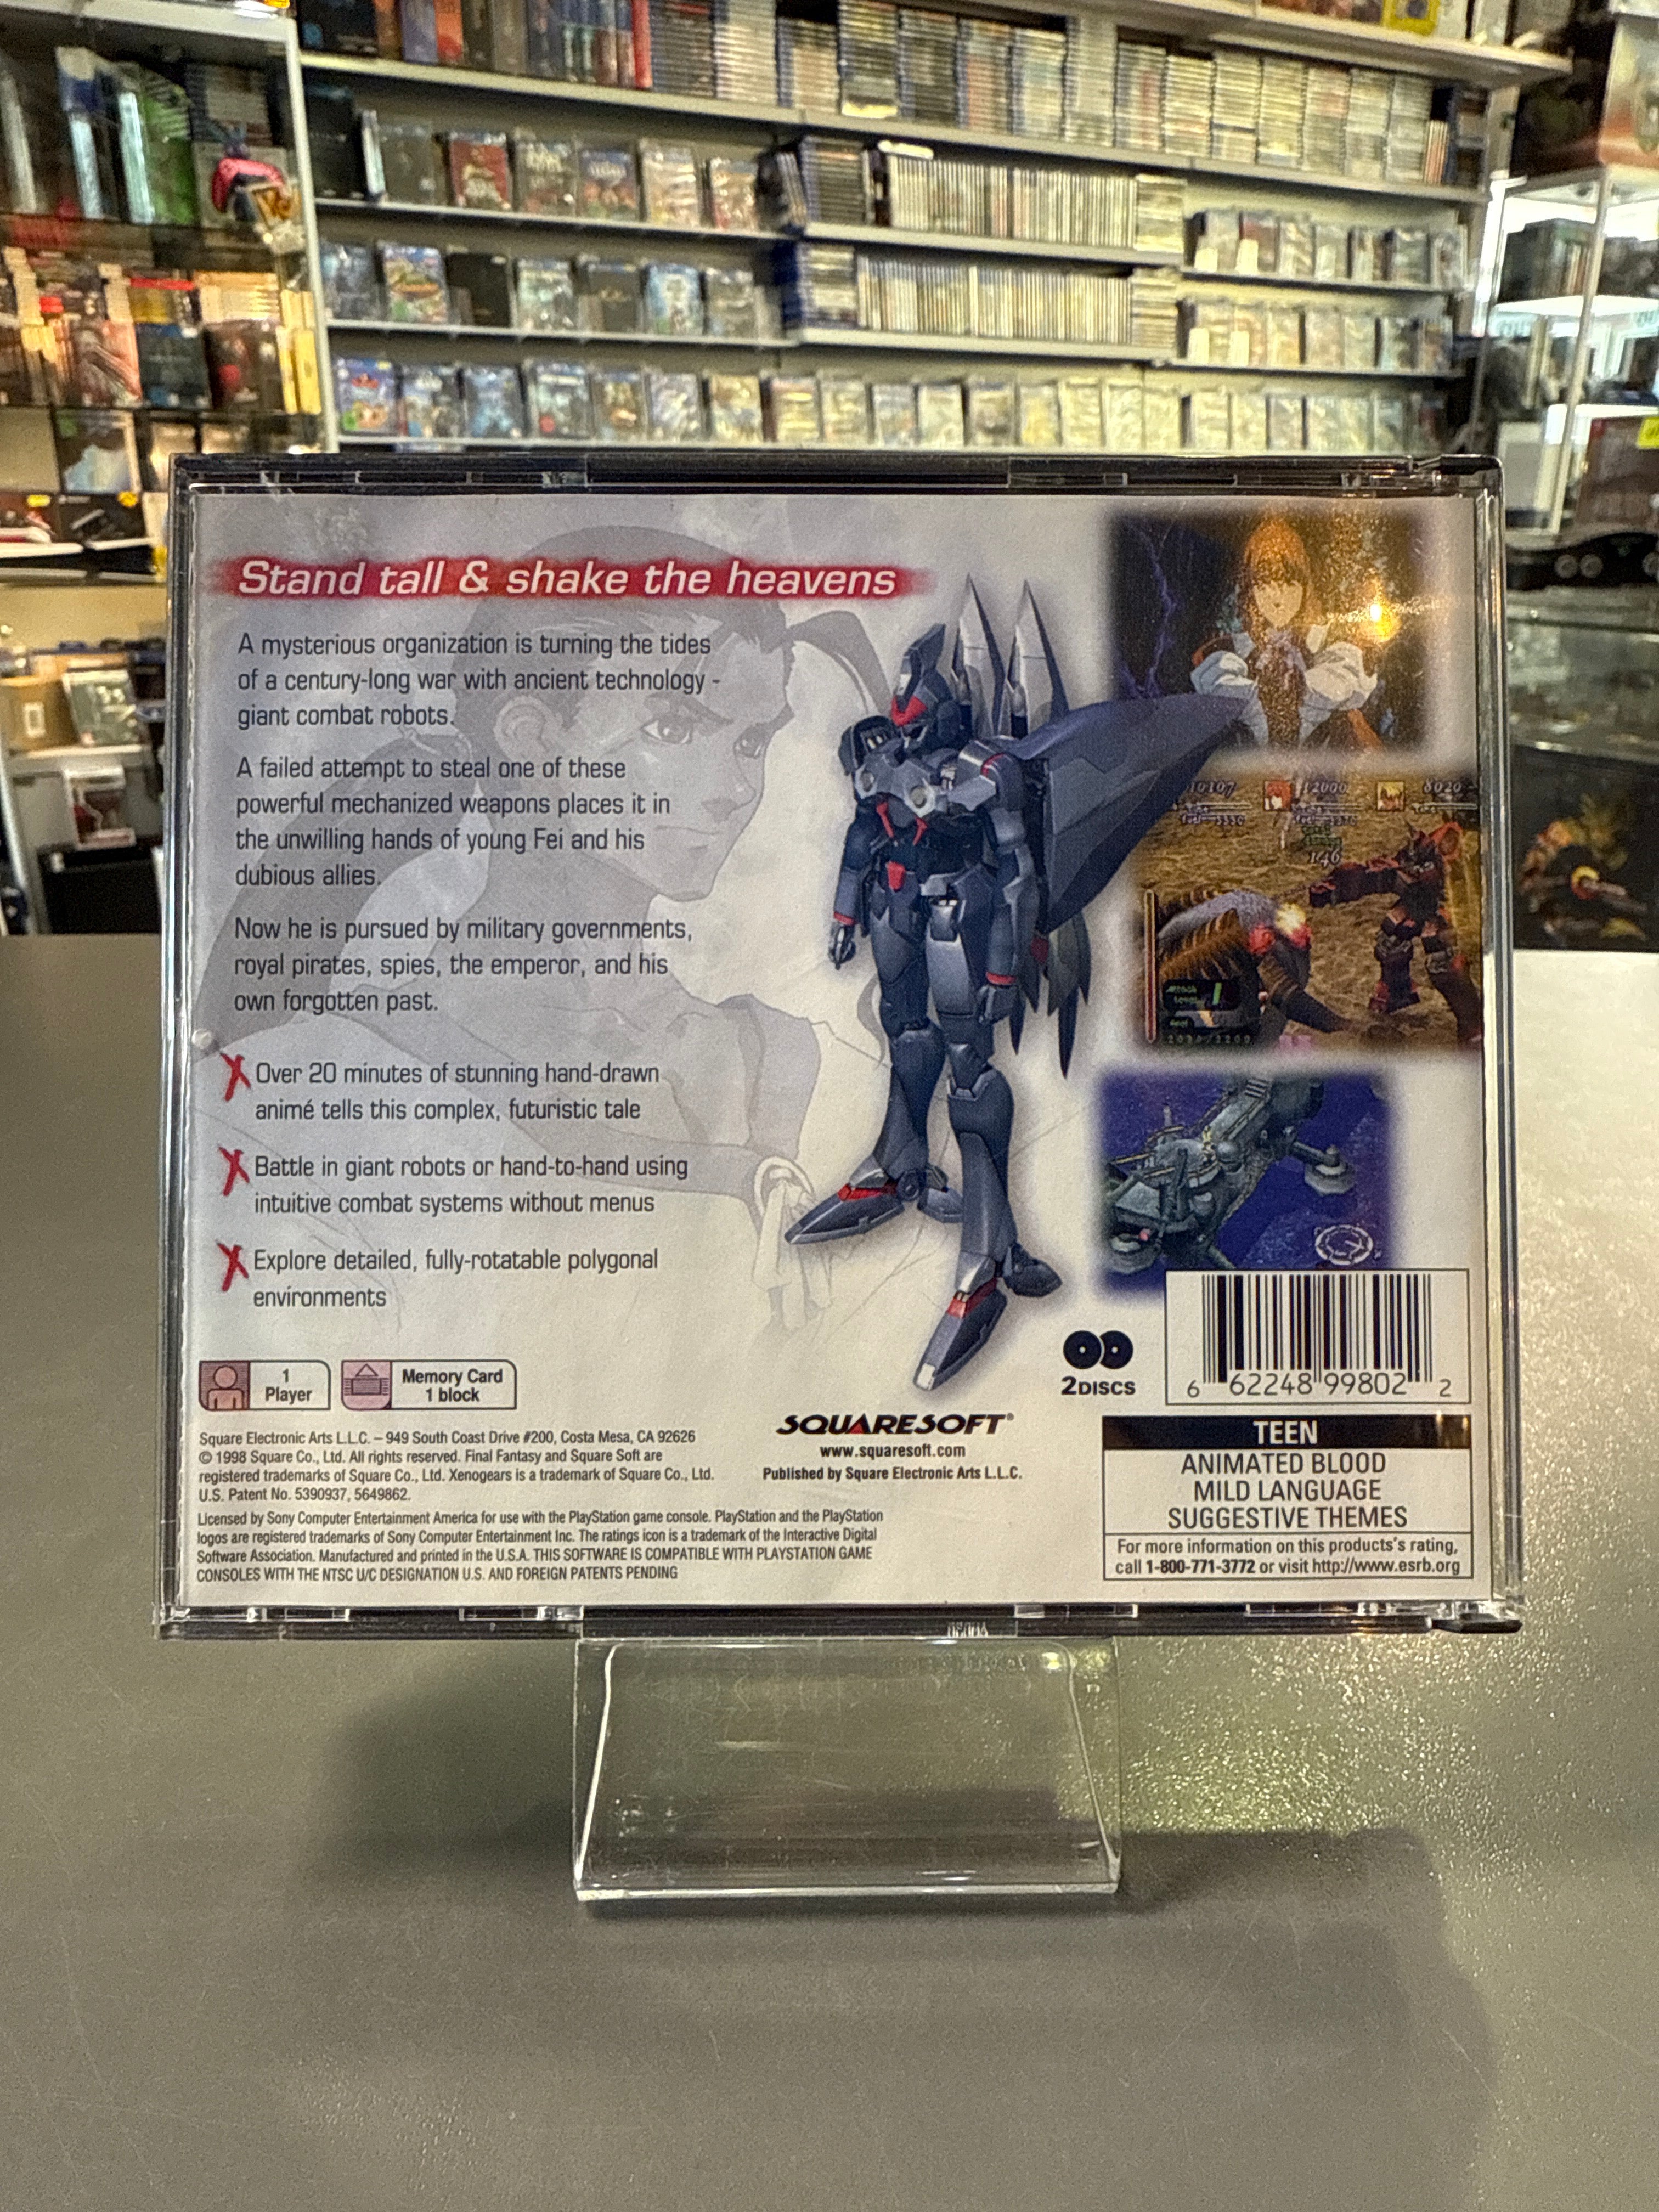 Stand tall & shake the heavens
A mysterious organization is turning the tides
of a century-long war with ancient technology -
giant combat robots.
A failed attempt to steal one of these
powerful mechanized weapons places it in
the unwilling hands of young Fei and his
dubious allies.
Now he is pursued by military governments,
royal pirates, spies, the emperor, and his
own forgotten past.
Over 20 minutes of stunning hand-drawn
animé tells this complex, futuristic tale
Battle in giant robots or hand-to-hand using
intuitive combat systems without menus
Explore detailed, fully-rotatable polygonal
environments
10107
12000
8020
146
1
Player
Memory Card
1 block
2DISCS
6 62248 99802 2
Square Electronic Arts L.L.C. – 949 South Coast Drive #200, Costa Mesa, CA 92626
© 1998 Square Co., Ltd. All rights reserved. Final Fantasy and Square Soft are
registered trademarks of Square Co., Ltd. Xenogears is a trademark of Square Co., Ltd.
U.S. Patent No. 5390937, 5649862.
Licensed by Sony Computer Entertainment America for use with the PlayStation game console. PlayStation and the PlayStation
logos are registered trademarks of Sony Computer Entertainment Inc. The ratings icon is a trademark of the Interactive Digital
Software Association. Manufactured and printed in the U.S.A. THIS SOFTWARE IS COMPATIBLE WITH PLAYSTATION GAME
CONSOLES WITH THE NTSC U/C DESIGNATION U.S. AND FOREIGN PATENTS PENDING
SQUARESOFT®
www.squaresoft.com
Published by Square Electronic Arts L.L.C.
TEEN
ANIMATED BLOOD
MILD LANGUAGE
SUGGESTIVE THEMES
For more information on this products's rating,
call 1-800-771-3772 or visit http://www.esrb.org